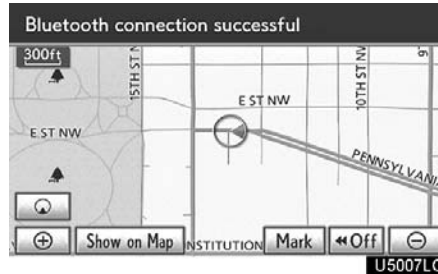 Bluetooth connection successful
300ft
15TH ST N
10TH ST N
E ST NW
E ST NW
PENNSYLVANI
Show on Map
NSTITUTION
Mark
Off
U5007LC